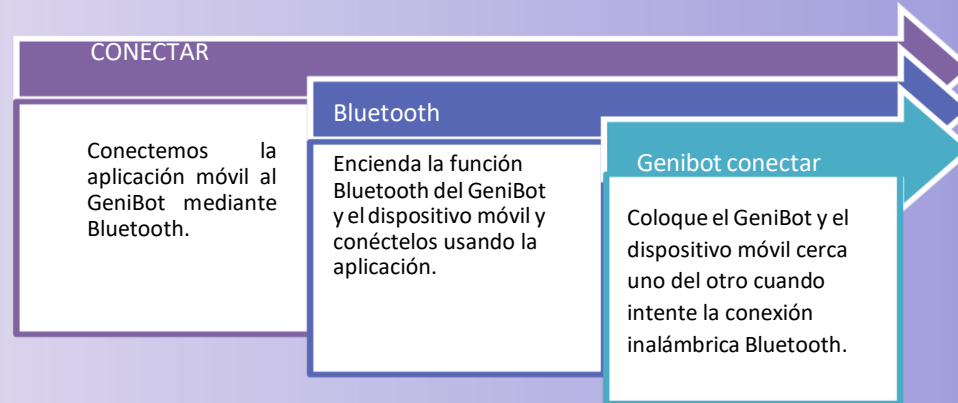 CONECTAR
Conectemos la
aplicación móvil al
GeniBot mediante
Bluetooth.
Bluetooth
Encienda la función
Bluetooth del GeniBot
y el dispositivo móvil y
conéctelos usando la
aplicación.
Genibot conectar
Coloque el GeniBot y el
dispositivo móvil cerca
uno del otro cuando
intente la conexión
inalámbrica Bluetooth.